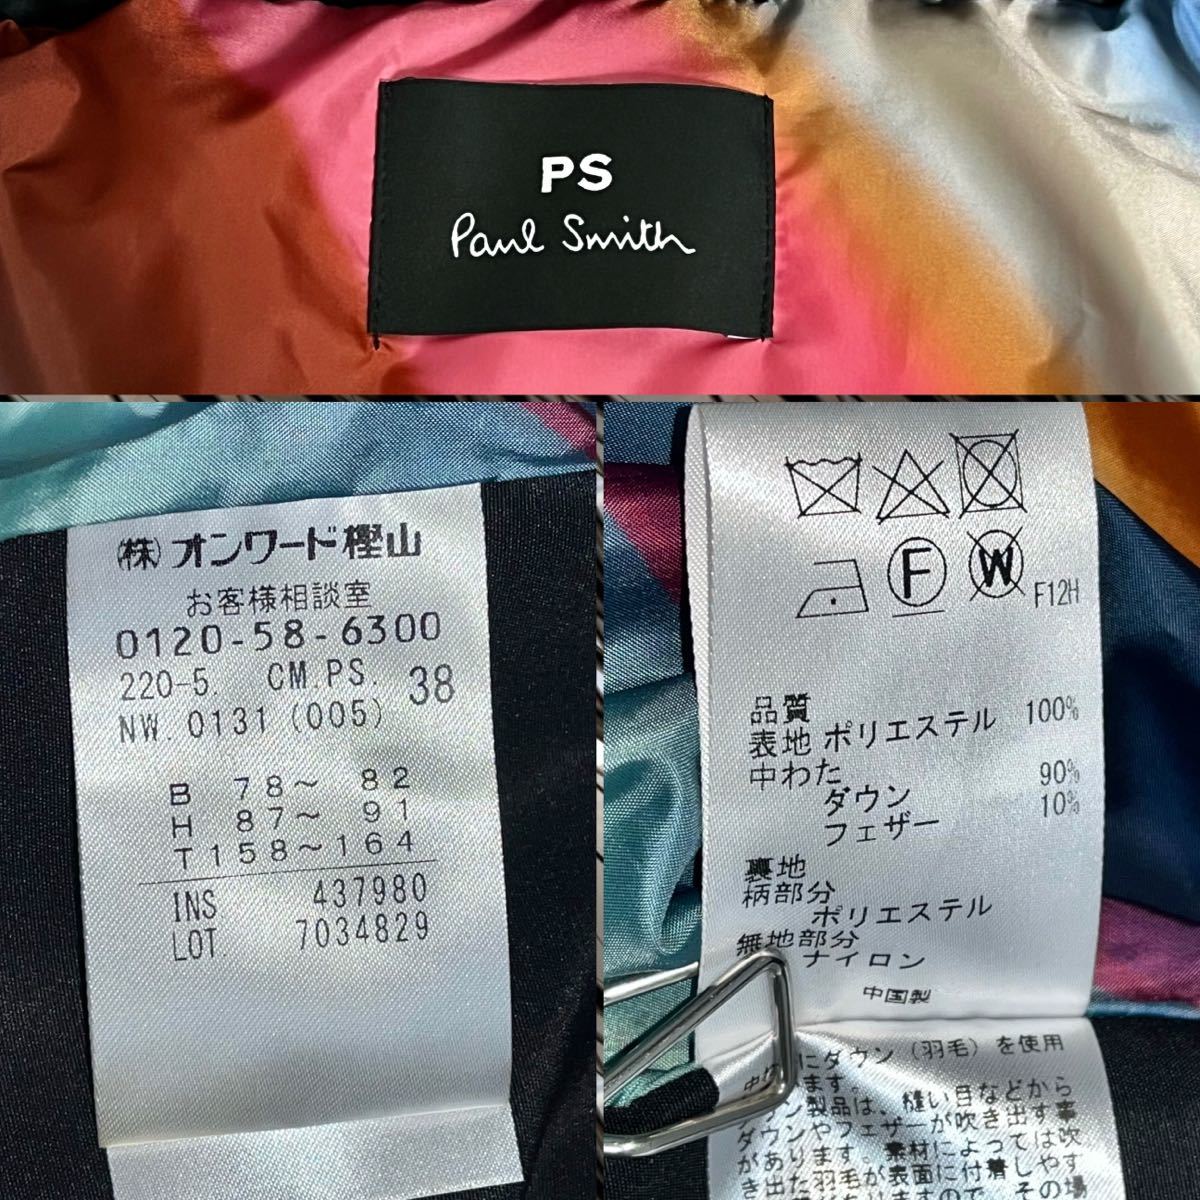 PS
Paul Smith
(株)オンワード樫山
お客様相談室
0120-58-6300
220-5. CM.PS. 38
NW. 0131 (005)
B 78～ 82
H 87～ 91
T158～164
INS 437980
LOT 7034829
F
W
F12H
品質
表地 ポリエステル 100%
中わた
ダウン 90%
フェザー 10%
裏地
柄部分
ポリエステル
無地部分
ナイロン
中国製
にダウン(羽毛)を使用
ます。
製品は、縫い目などから
ダウンやフェザーが吹き出す事
があります。素材によっては吹
き出た羽毛が表面に付着しやす
その場